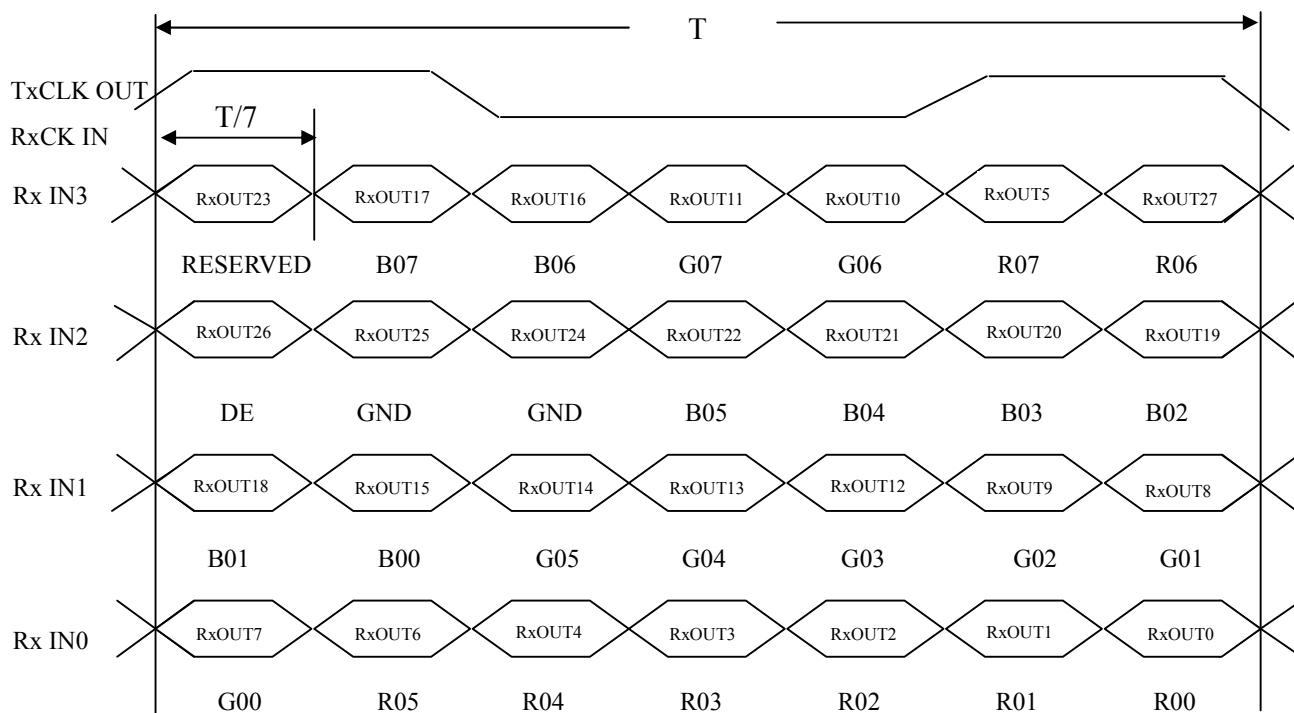 T
TxCLK OUT
T/7
RxCK IN
Rx IN3 RxOUT23 RxOUT17 RxOUT16 RxOUT11 RxOUT10 RxOUT5 RxOUT27
RESERVED B07 B06 G07 G06 R07 R06
Rx IN2 RxOUT26 RxOUT25 RxOUT24 RxOUT22 RxOUT21 RxOUT20 RxOUT19
DE GND GND B05 B04 B03 B02
Rx IN1 RxOUT18 RxOUT15 RxOUT14 RxOUT13 RxOUT12 RxOUT9 RxOUT8
B01 B00 G05 G04 G03 G02 G01
Rx IN0 RxOUT7 RxOUT6 RxOUT4 RxOUT3 RxOUT2 RxOUT1 RxOUT0
G00 R05 R04 R03 R02 R01 R00